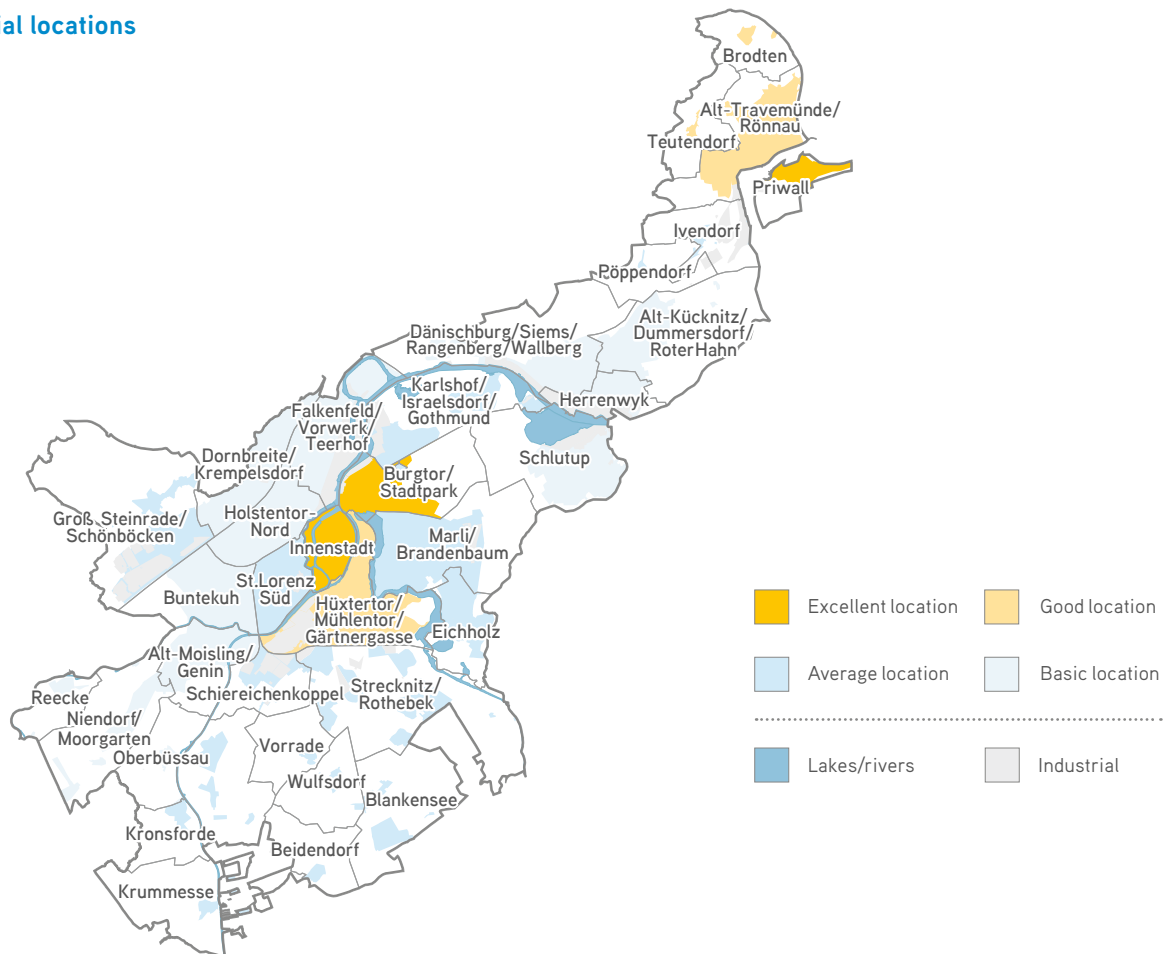 ial locations
Brodten
Alt-Travemünde/
Rönnau
Teutendorf
Priwall
Ivendorf
Pöppendorf
Alt-Kücknitz/
Dummersdorf/
RoterHahn
Dänischburg/Siems/
Rangenberg/Wallberg
Karlshof/
Israelsdorf/
Gothmund
Herrenwyk
Falkenfeld/
Vorwerk/
Teerhof
Schlutup
Dornbreite/
Krempelsdorf
Burgtor/
Stadtpark
Groß Steinrade/
Schönböcken
Holstentor-
Nord
Innenstadt
Marli/
Brandenbaum
St.Lorenz
Süd
Buntekuh
Hüxtertor/
Mühlentor/
Gärtnergasse
Eichholz
Alt-Moisling/
Genin
Schiereichenkoppel
Strecknitz/
Rothebek
Reecke
Niendorf/
Moorgarten
Oberbüssau
Vorrade
Wulfsdorf
Blankensee
Kronsforde
Beidendorf
Krummesse
Excellent location
Good location
Average location
Basic location
Lakes/rivers
Industrial